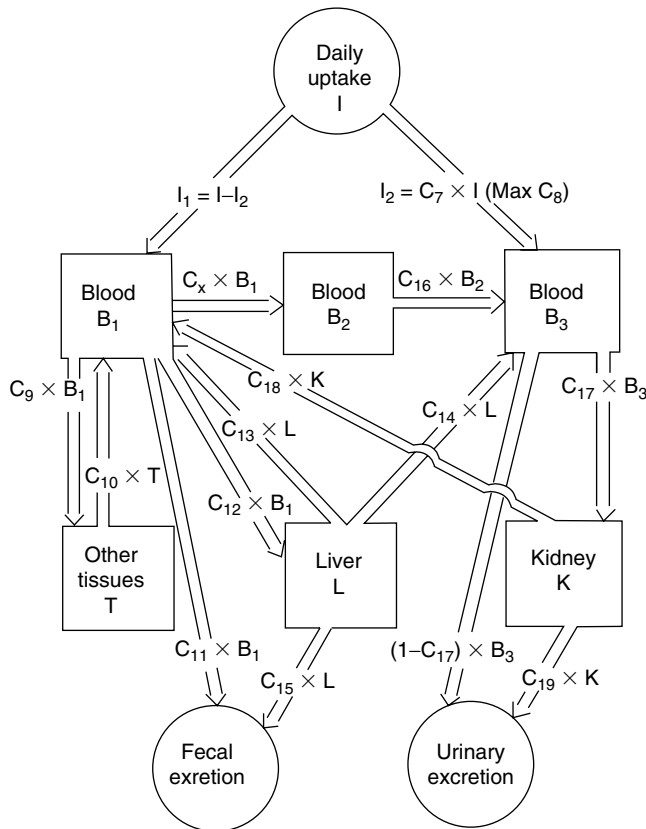 Daily
uptake
I
I₁ = I–I₂
I₂ = C₇ × I (Max C₈)
Blood
B₁
Cₓ × B₁
Blood
B₂
C₁₆ × B₂
Blood
B₃
C₉ × B₁
C₁₀ × T
C₁₃ × L
C₁₈ × K
C₁₄ × L
C₁₇ × B₃
C₁₂ × B₁
Other
tissues
T
Liver
L
Kidney
K
C₁₁ × B₁
C₁₅ × L
(1–C₁₇) × B₃
C₁₉ × K
Fecal
exretion
Urinary
excretion